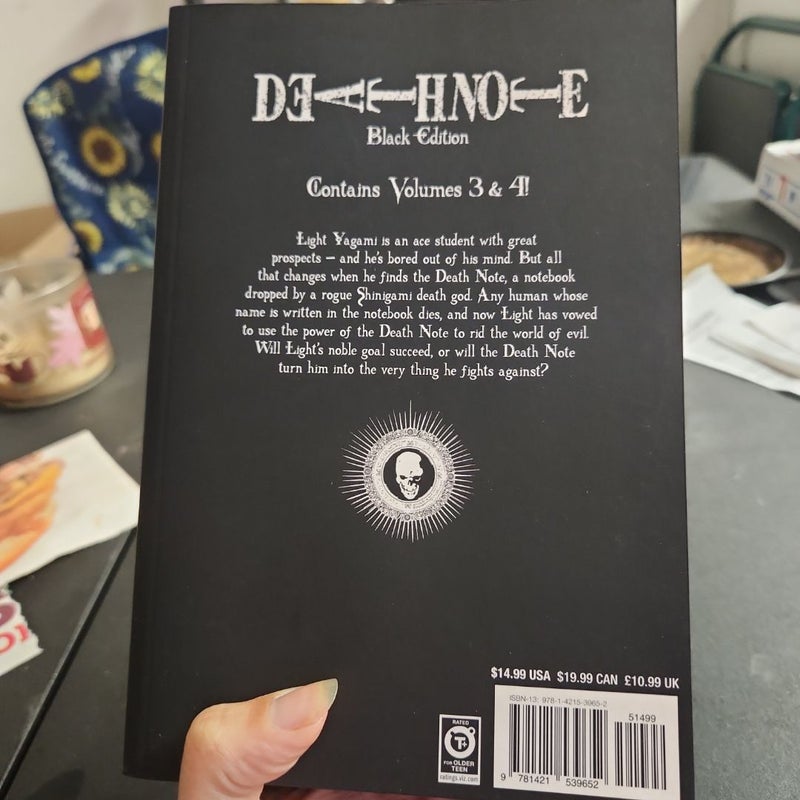 DEATH NOTE
Black Edition
Contains Volumes 3 & 4!
Light Yagami is an ace student with great
prospects – and he's bored out of his mind. But all
that changes when he finds the Death Note, a notebook
dropped by a rogue Shinigami death god. Any human whose
name is written in the notebook dies, and now Light has vowed
to use the power of the Death Note to rid the world of evil.
Will Light's noble goal succeed, or will the Death Note
turn him into the very thing he fights against?
$14.99 USA $19.99 CAN £10.99 UK
ISBN-13: 978-1-4215-3965-2
51499
9 781421 539652
RATED
T+
FOR OLDER
TEEN
ratings.viz.com